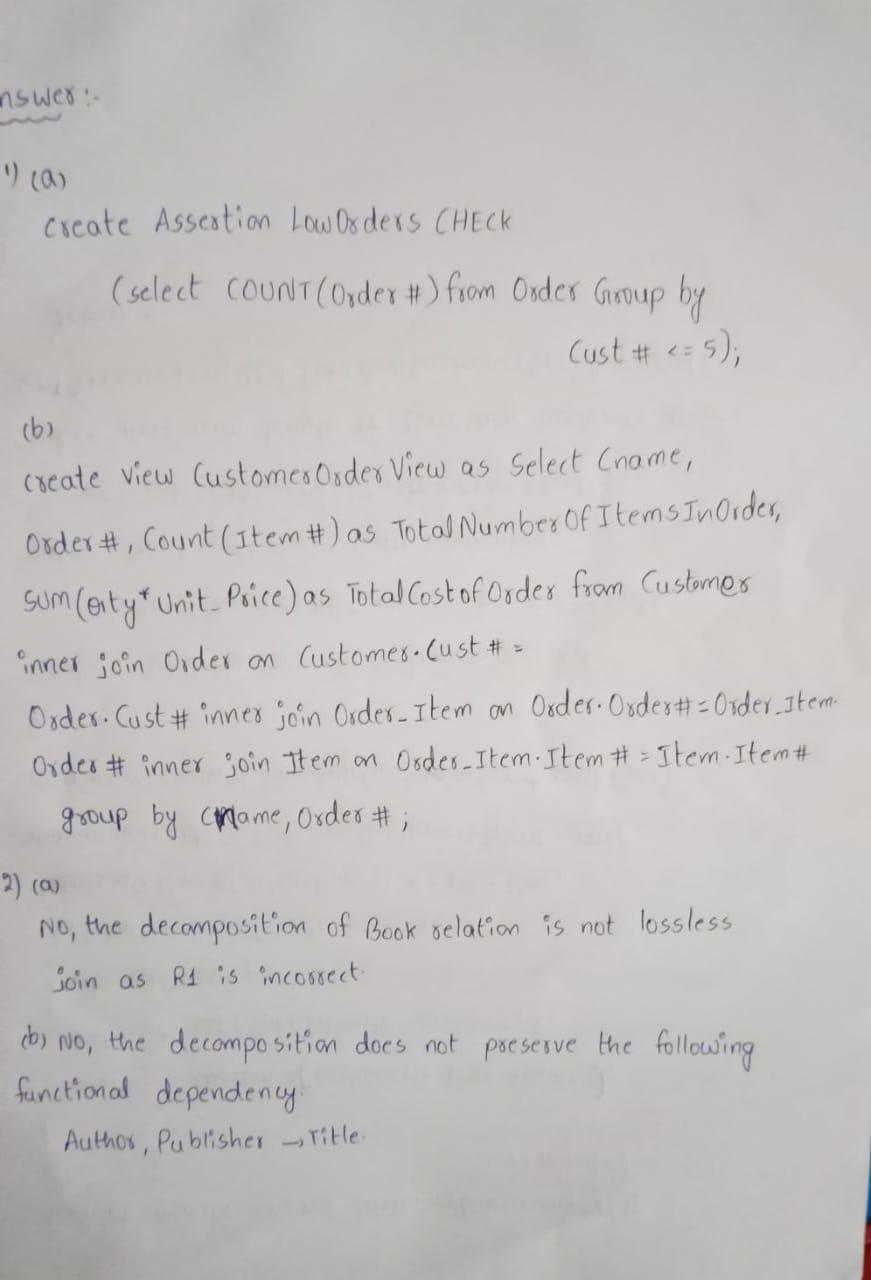 nswer :-
1) (a)
Create Assertion LowOrders CHECK
(select COUNT(Order #) from Order Group by
Cust # <= 5);
(b)
Create View CustomerOrderView as Select Cname,
Order#, Count(Item#) as TotalNumberOfItemsInOrder,
SUM(Qty* Unit_Price) as TotalCostofOrder from Customer
inner join Order on Customer.Cust # =
Order.Cust# inner join Order_Item on Order.Order# = Order_Item.
Order # inner join Item on Order_Item.Item # = Item.Item#
group by Cname, Order # ;
2) (a)
No, the decomposition of Book relation is not lossless
join as R1 is incorrect.
(b) No, the decomposition does not preserve the following
functional dependency.
Author, Publisher → Title.